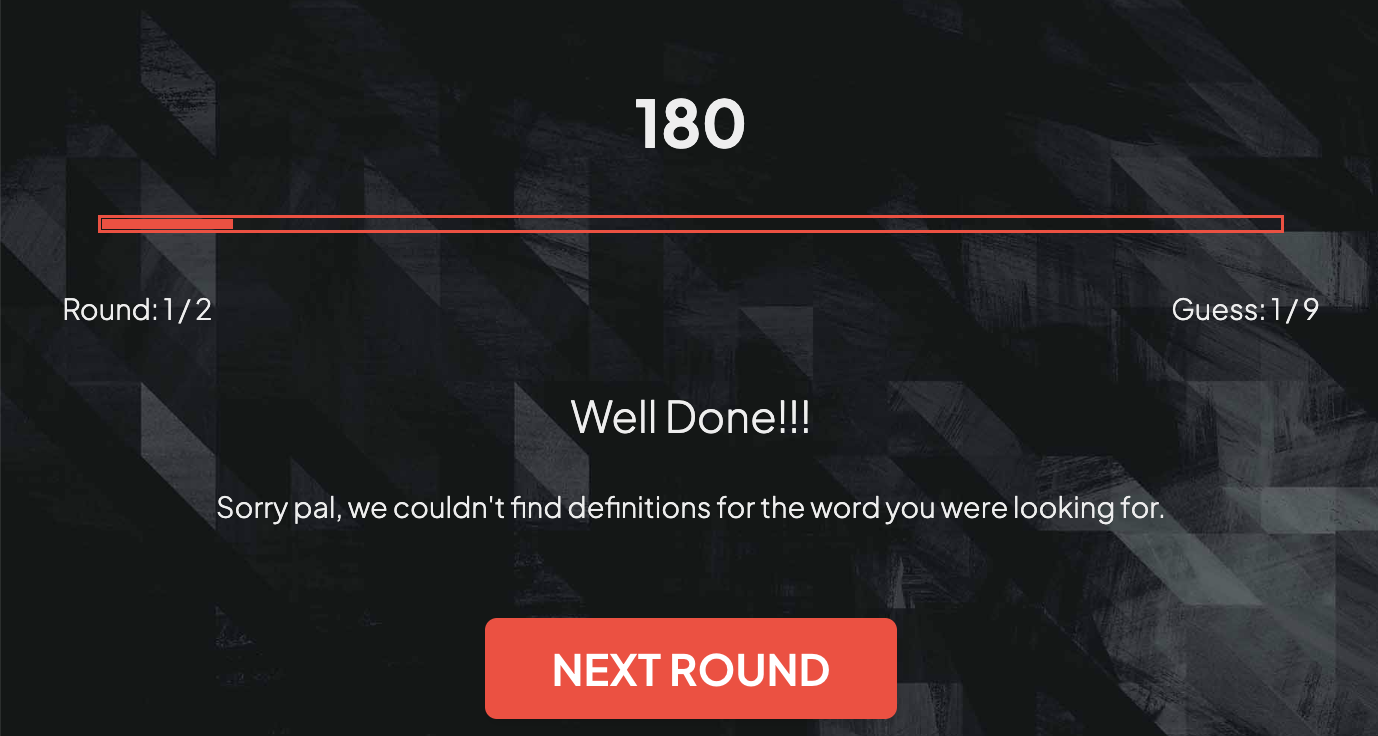 180
Round: 1 / 2
Guess: 1 / 9
Well Done!!!
Sorry pal, we couldn't find definitions for the word you were looking for.
NEXT ROUND